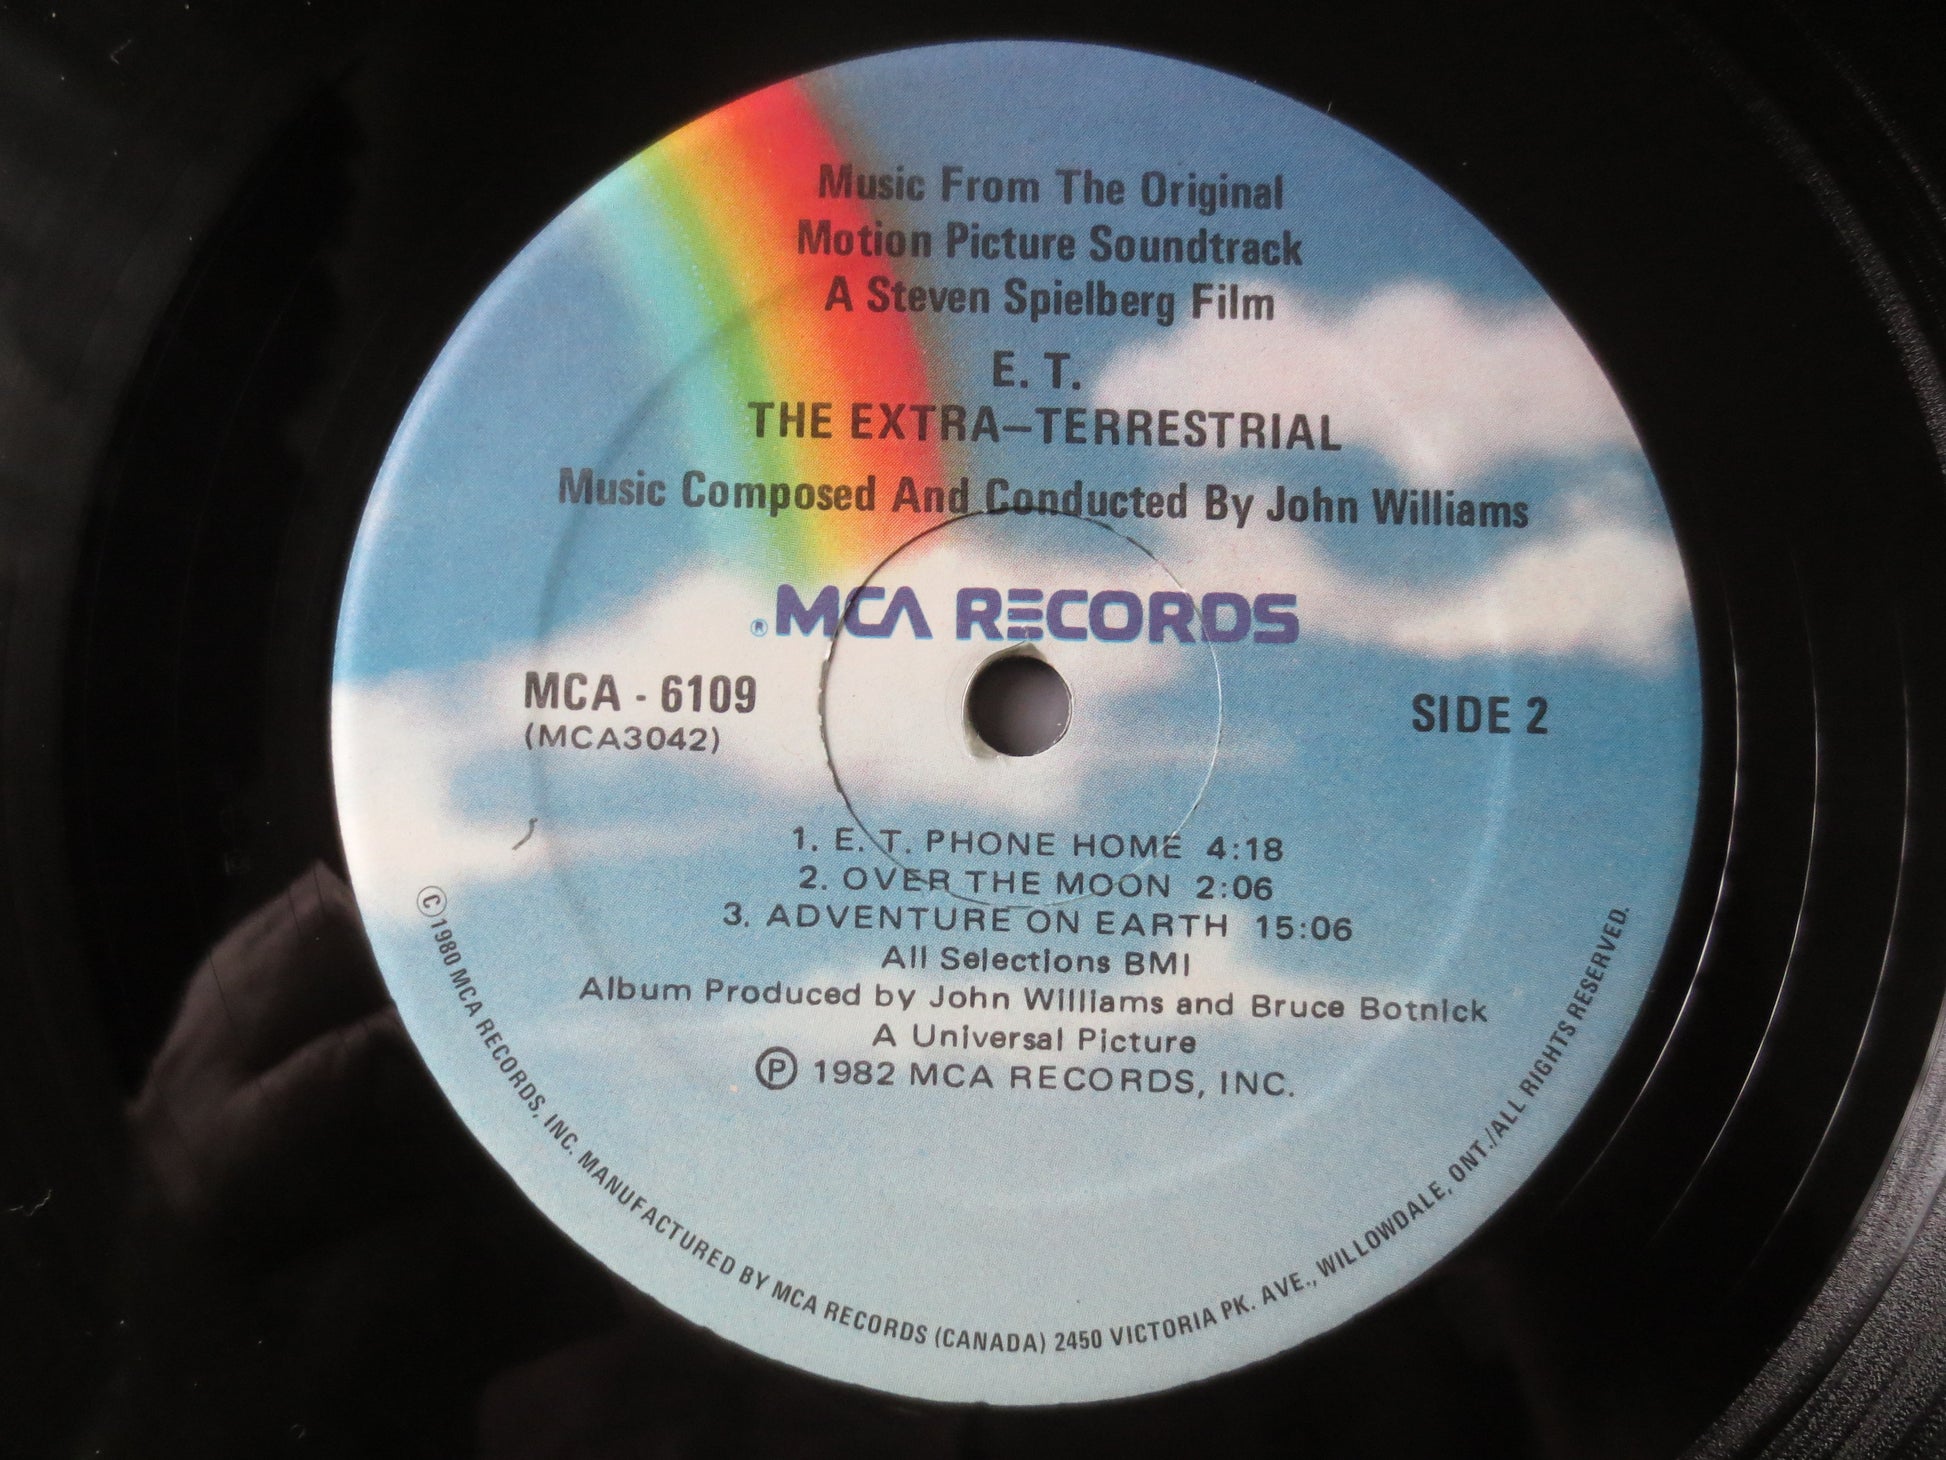 Music From The Original
Motion Picture Soundtrack
A Steven Spielberg Film
E. T.
THE EXTRA—TERRESTRIAL
Music Composed And Conducted By John Williams
® MCA RECORDS
MCA - 6109
(MCA3042)
SIDE 2
1. E. T. PHONE HOME 4:18
2. OVER THE MOON 2:06
3. ADVENTURE ON EARTH 15:06
All Selections BMI
Album Produced by John Williams and Bruce Botnick
A Universal Picture
Ⓟ 1982 MCA RECORDS, INC.
©1980 MCA RECORDS, INC. MANUFACTURED BY MCA RECORDS (CANADA) 2450 VICTORIA PK. AVE., WILLOWDALE, ONT./ALL RIGHTS RESERVED.